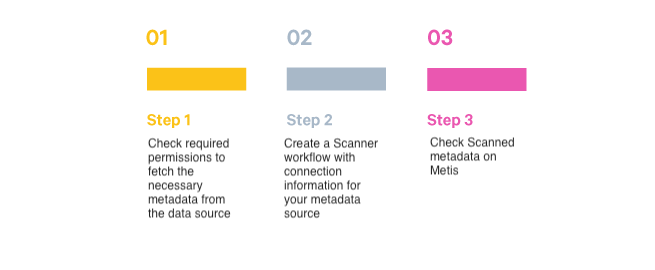 01
Step 1
Check required
permissions to
fetch the
necessary
metadata from
the data source
02
Step 2
Create a Scanner
workflow with
connection
information for
your metadata
source
03
Step 3
Check Scanned
metadata on
Metis